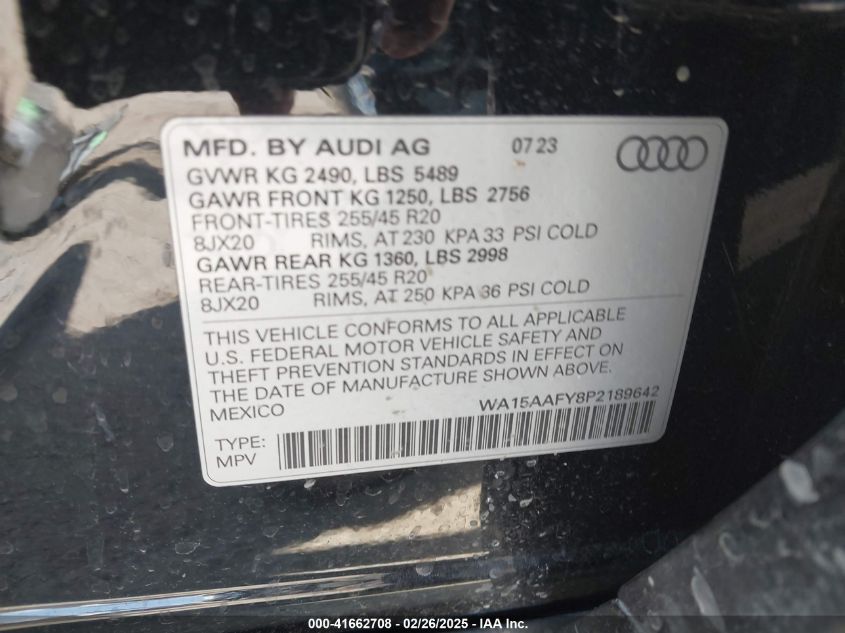 MFD. BY AUDI AG 07 23
GVWR KG 2490, LBS 5489
GAWR FRONT KG 1250, LBS 2756
FRONT-TIRES 255/45 R20
8JX20 RIMS, AT 230 KPA 33 PSI COLD
GAWR REAR KG 1360, LBS 2998
REAR-TIRES 255/45 R20
8JX20 RIMS, AT 250 KPA 36 PSI COLD
THIS VEHICLE CONFORMS TO ALL APPLICABLE
U.S. FEDERAL MOTOR VEHICLE SAFETY AND
THEFT PREVENTION STANDARDS IN EFFECT ON
THE DATE OF MANUFACTURE SHOWN ABOVE.
MEXICO WA15AAFY8P2189642
TYPE:
MPV
000-41662708 - 02/26/2025 - IAA Inc.